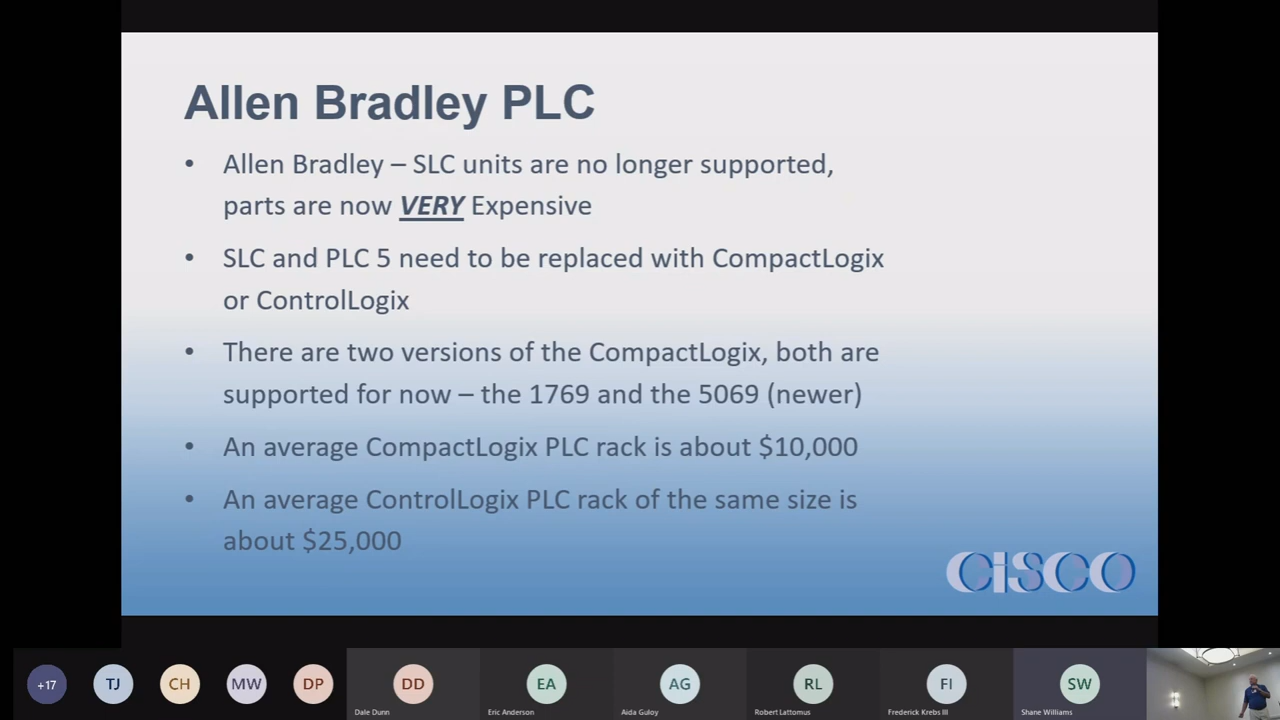 Allen Bradley PLC
• Allen Bradley – SLC units are no longer supported,
parts are now VERY Expensive
• SLC and PLC 5 need to be replaced with CompactLogix
or ControlLogix
• There are two versions of the CompactLogix, both are
supported for now – the 1769 and the 5069 (newer)
• An average CompactLogix PLC rack is about $10,000
• An average ControlLogix PLC rack of the same size is
about $25,000
CiSCO
+17 TJ CH MW DP DD EA AG RL FI SW
Dale Dunn Eric Anderson Aida Guloy Robert Lattomus Frederick Krebs III Shane Williams